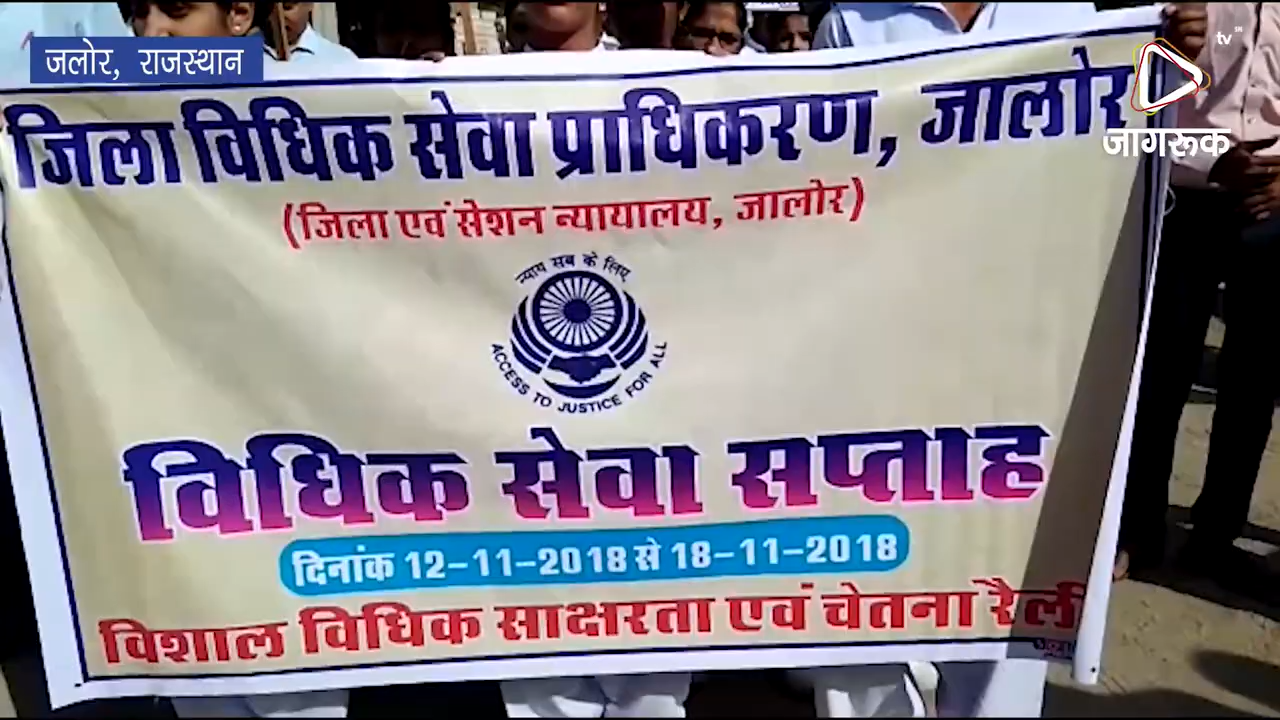 जलोर, राजस्थान
tv
जागरूक
जिला विधिक सेवा प्राधिकरण, जालोर
(जिला एवं सेशन न्यायालय, जालोर)
न्याय सब के लिए
ACCESS TO JUSTICE FOR ALL
विधिक सेवा सप्ताह
दिनांक 12-11-2018 से 18-11-2018
विशाल विधिक साक्षरता एवं चेतना रैली